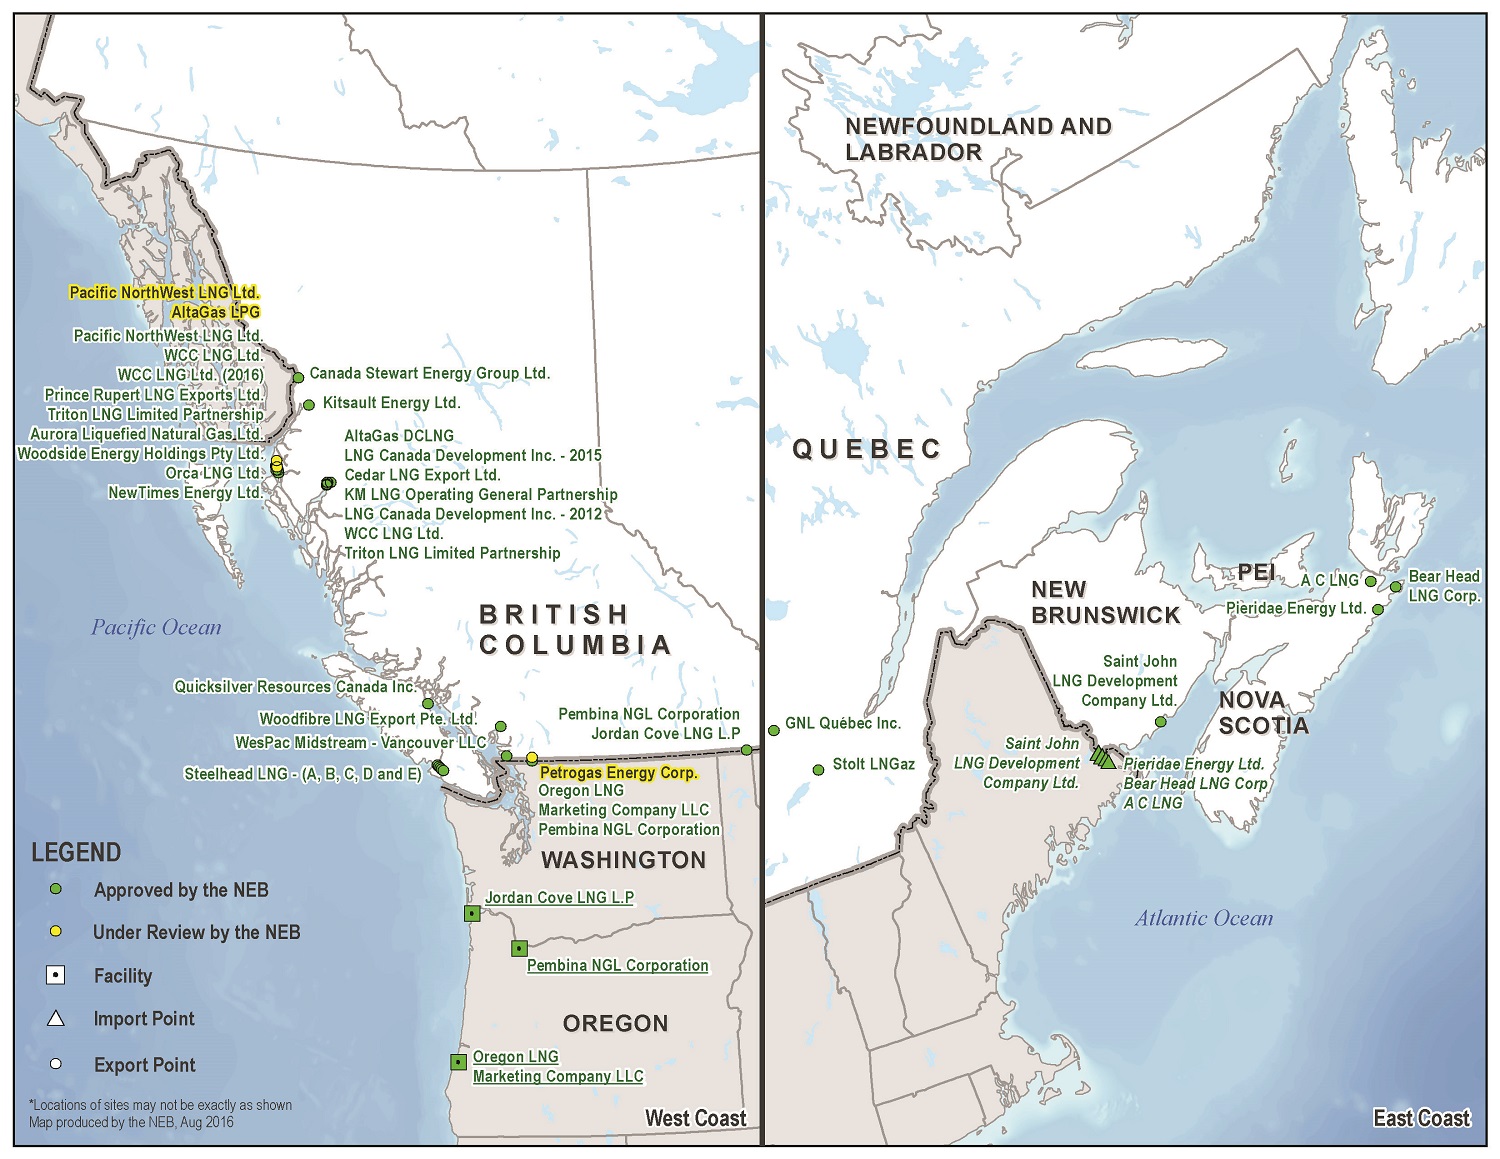 Pacific NorthWest LNG Ltd.
AltaGas LPG
Pacific NorthWest LNG Ltd.
WCC LNG Ltd.
WCC LNG Ltd. (2016)
Prince Rupert LNG Exports Ltd.
Triton LNG Limited Partnership
Aurora Liquefied Natural Gas Ltd.
Woodside Energy Holdings Pty Ltd.
Orca LNG Ltd.
NewTimes Energy Ltd.
Canada Stewart Energy Group Ltd.
Kitsault Energy Ltd.
AltaGas DCLNG
LNG Canada Development Inc. - 2015
Cedar LNG Export Ltd.
KM LNG Operating General Partnership
LNG Canada Development Inc. - 2012
WCC LNG Ltd.
Triton LNG Limited Partnership
BRITISH
COLUMBIA
Pacific Ocean
Quicksilver Resources Canada Inc.
Woodfibre LNG Export Pte. Ltd.
WesPac Midstream - Vancouver LLC
Steelhead LNG - (A, B, C, D and E)
Pembina NGL Corporation
Jordan Cove LNG L.P
Petrogas Energy Corp.
Oregon LNG
Marketing Company LLC
Pembina NGL Corporation
WASHINGTON
Jordan Cove LNG L.P
Pembina NGL Corporation
OREGON
Oregon LNG
Marketing Company LLC
LEGEND
Approved by the NEB
Under Review by the NEB
Facility
Import Point
Export Point
*Locations of sites may not be exactly as shown
Map produced by the NEB, Aug 2016
West Coast
NEWFOUNDLAND AND
LABRADOR
QUEBEC
NEW
BRUNSWICK
PEI
A C LNG
Bear Head
LNG Corp.
Pieridae Energy Ltd.
Saint John
LNG Development
Company Ltd.
NOVA
SCOTIA
GNL Québec Inc.
Stolt LNGaz
Saint John
LNG Development
Company Ltd.
Pieridae Energy Ltd.
Bear Head LNG Corp
A C LNG
Atlantic Ocean
East Coast